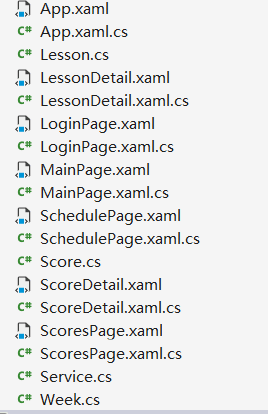 App.xaml
C# App.xaml.cs
C# Lesson.cs
LessonDetail.xaml
C# LessonDetail.xaml.cs
LoginPage.xaml
C# LoginPage.xaml.cs
MainPage.xaml
C# MainPage.xaml.cs
SchedulePage.xaml
C# SchedulePage.xaml.cs
C# Score.cs
ScoreDetail.xaml
C# ScoreDetail.xaml.cs
ScoresPage.xaml
C# ScoresPage.xaml.cs
C# Service.cs
C# Week.cs